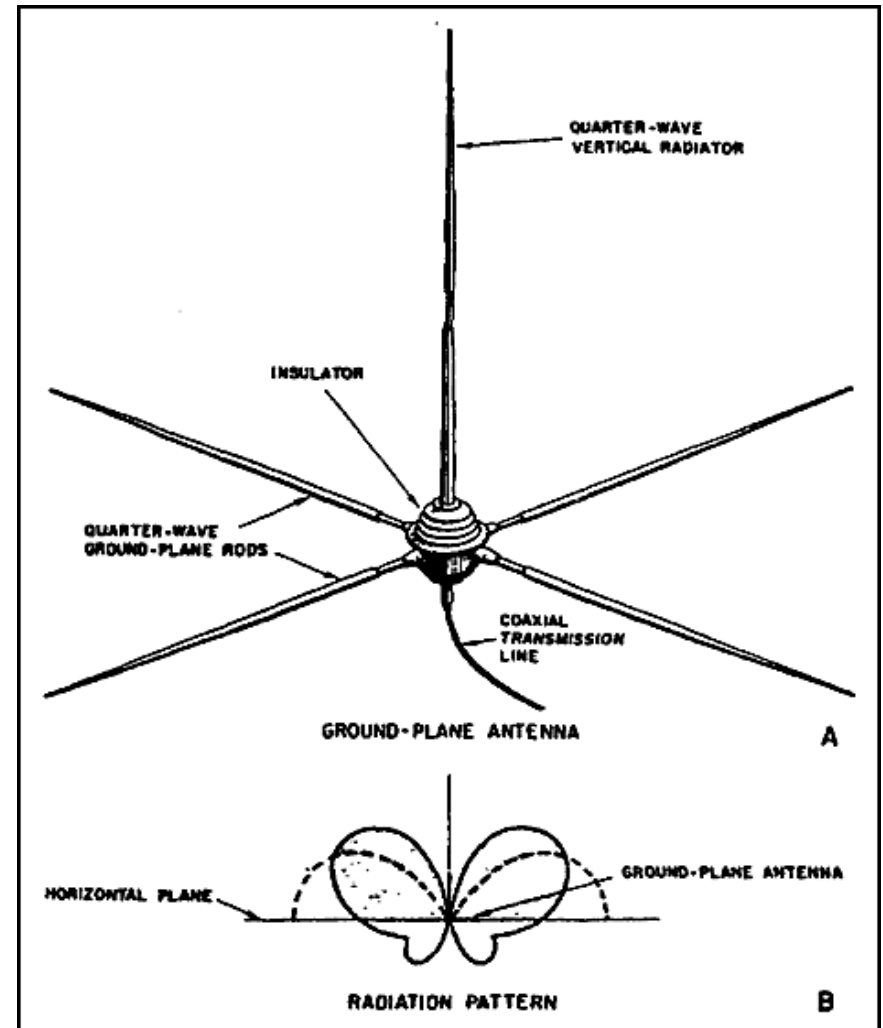 QUARTER-WAVE
VERTICAL RADIATOR
INSULATOR
QUARTER-WAVE
GROUND-PLANE RODS
COAXIAL
TRANSMISSION
LINE
GROUND-PLANE ANTENNA
A
GROUND-PLANE ANTENNA
HORIZONTAL PLANE
RADIATION PATTERN
B